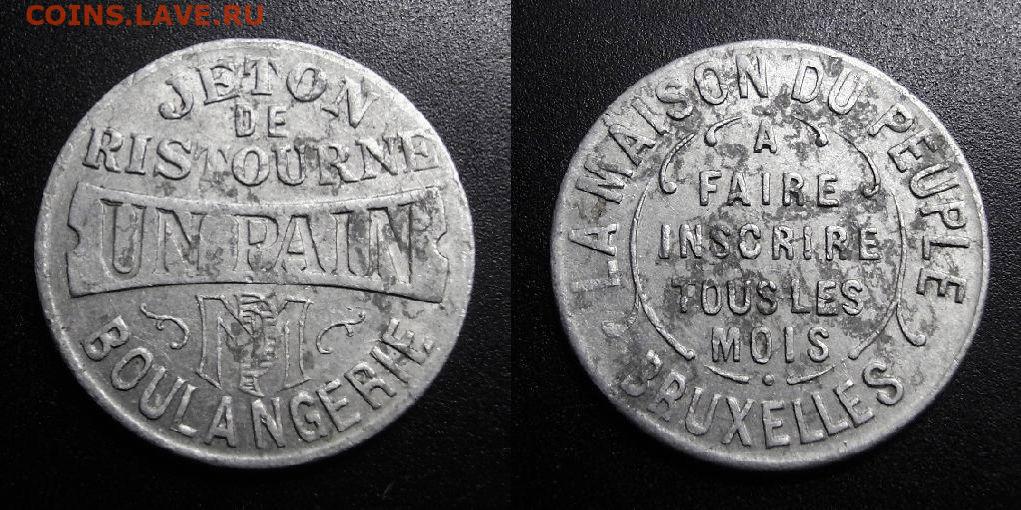 COINS.LAVE.RU
JETON
DE
RISTOURNE
UN PAIN
MP
BOULANGERIE
LA MAISON DU PEUPLE
A
FAIRE
INSCRIRE
TOUS LES
MOIS
BRUXELLES